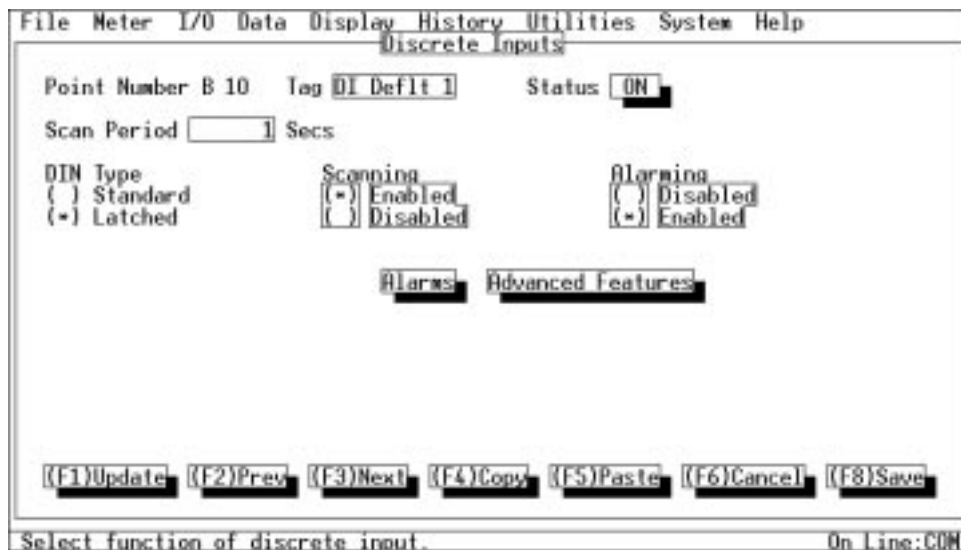 File Meter I/O Data Display History Utilities System Help
Discrete Inputs
Point Number B 10 Tag DI Deflt 1 Status ON
Scan Period 1 Secs
DIN Type Scanning Alarming
( ) Standard (*) Enabled ( ) Disabled
(*) Latched ( ) Disabled (*) Enabled
Alarms Advanced Features
(F1)Update (F2)Prev (F3)Next (F4)Copy (F5)Paste (F6)Cancel (F8)Save
Select function of discrete input. On Line:COM